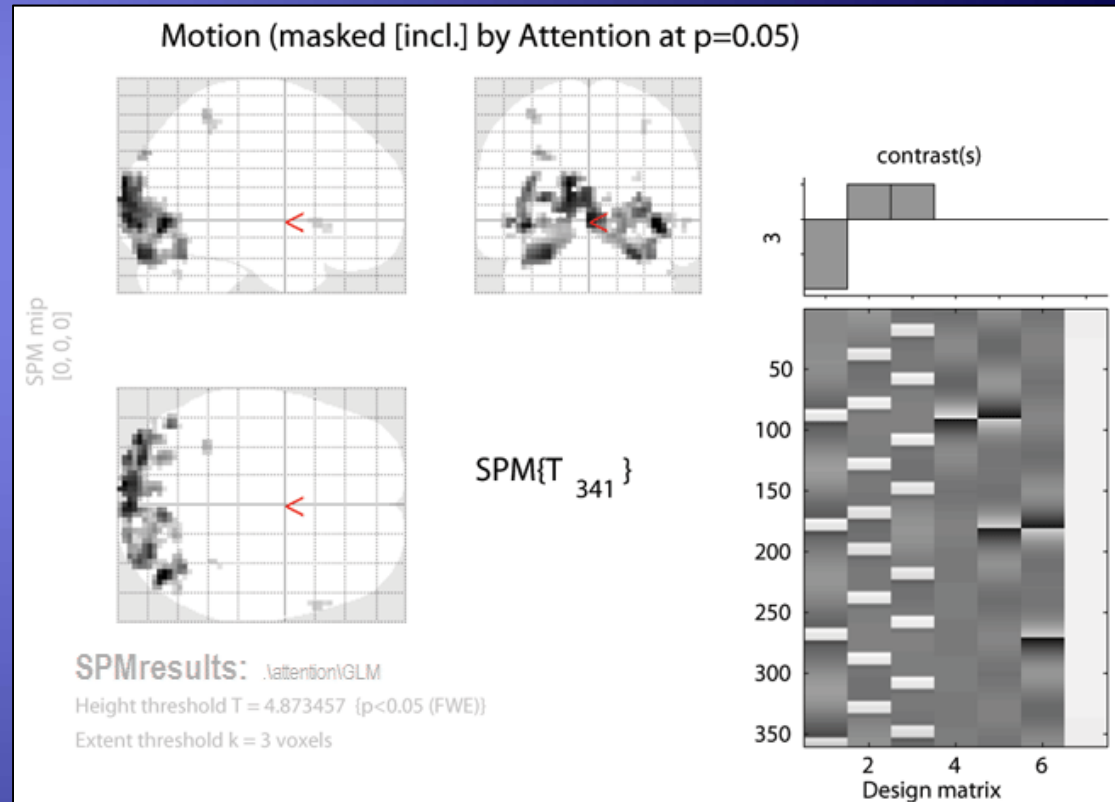 Motion (masked [incl.] by Attention at p=0.05)
SPM mip
[0, 0, 0]
<
<
<
SPM{T 341 }
SPMresults: .\attention\GLM
Height threshold T = 4.873457 {p<0.05 (FWE)}
Extent threshold k = 3 voxels
contrast(s)
3
50
100
150
200
250
300
350
2 4 6
Design matrix